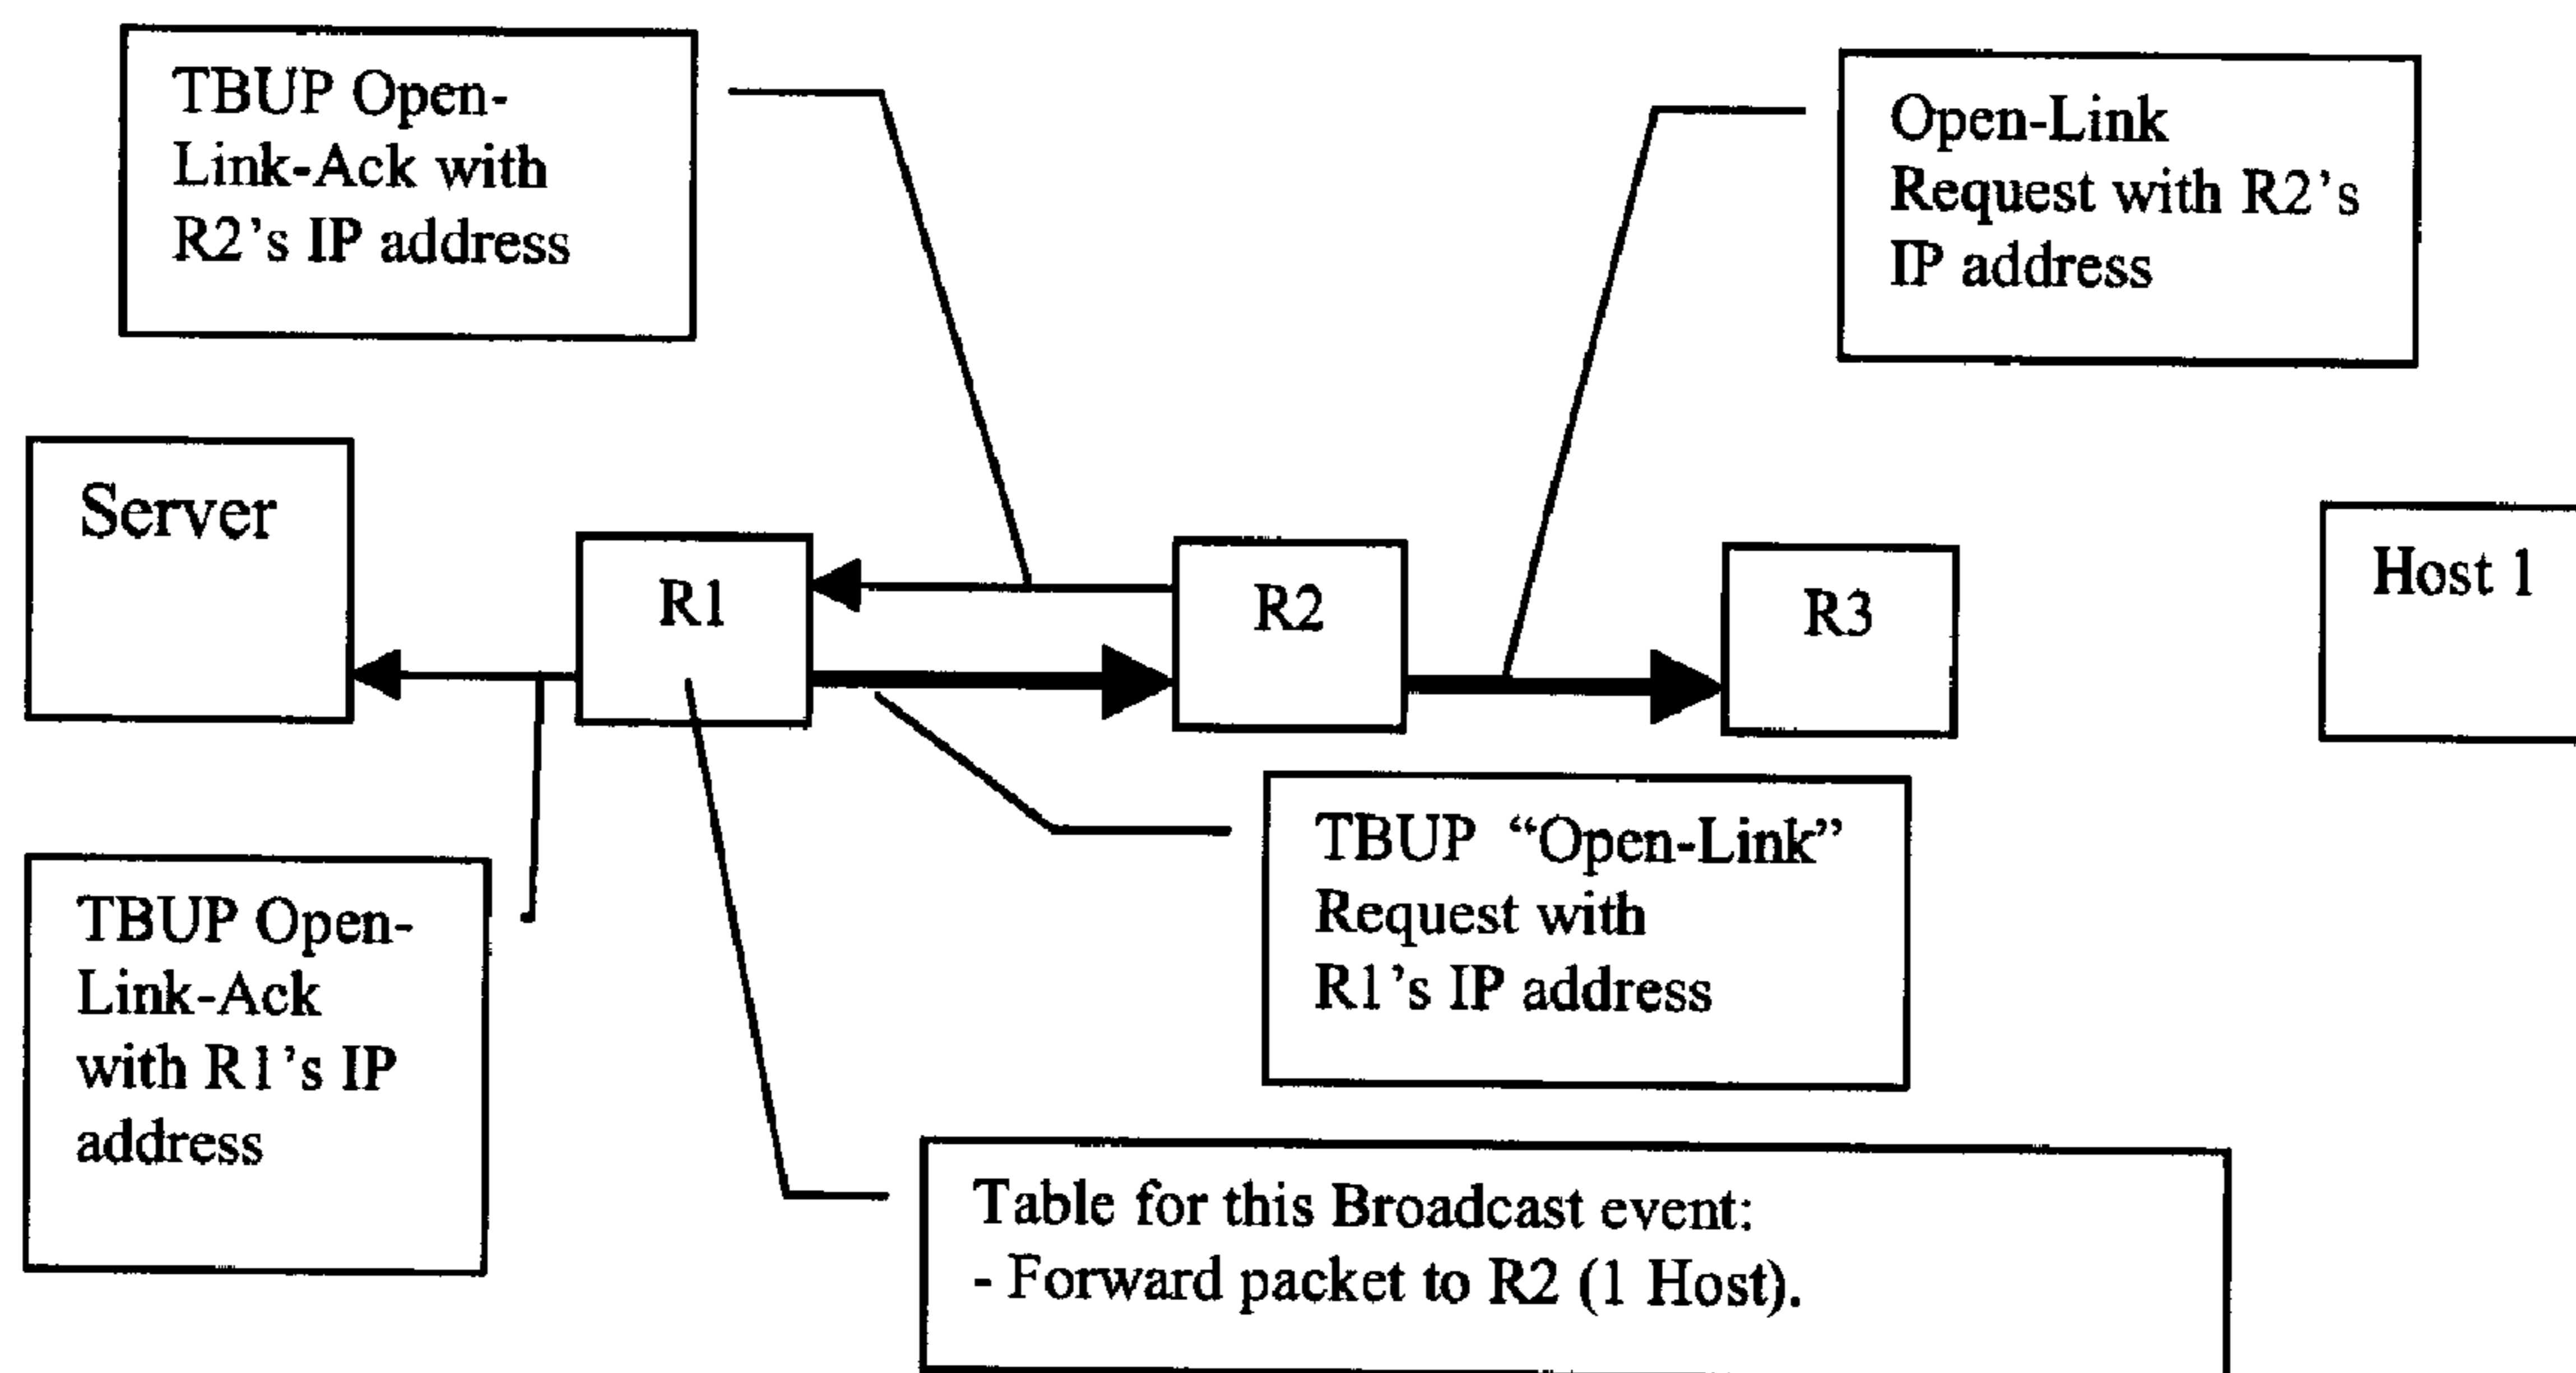 TBUP Open-
Link-Ack with
R2's IP address
Open-Link
Request with R2's
IP address
Server
R1
R2
R3
Host 1
TBUP Open-
Link-Ack
with R1's IP
address
TBUP “Open-Link”
Request with
R1's IP address
Table for this Broadcast event:
- Forward packet to R2 (1 Host).